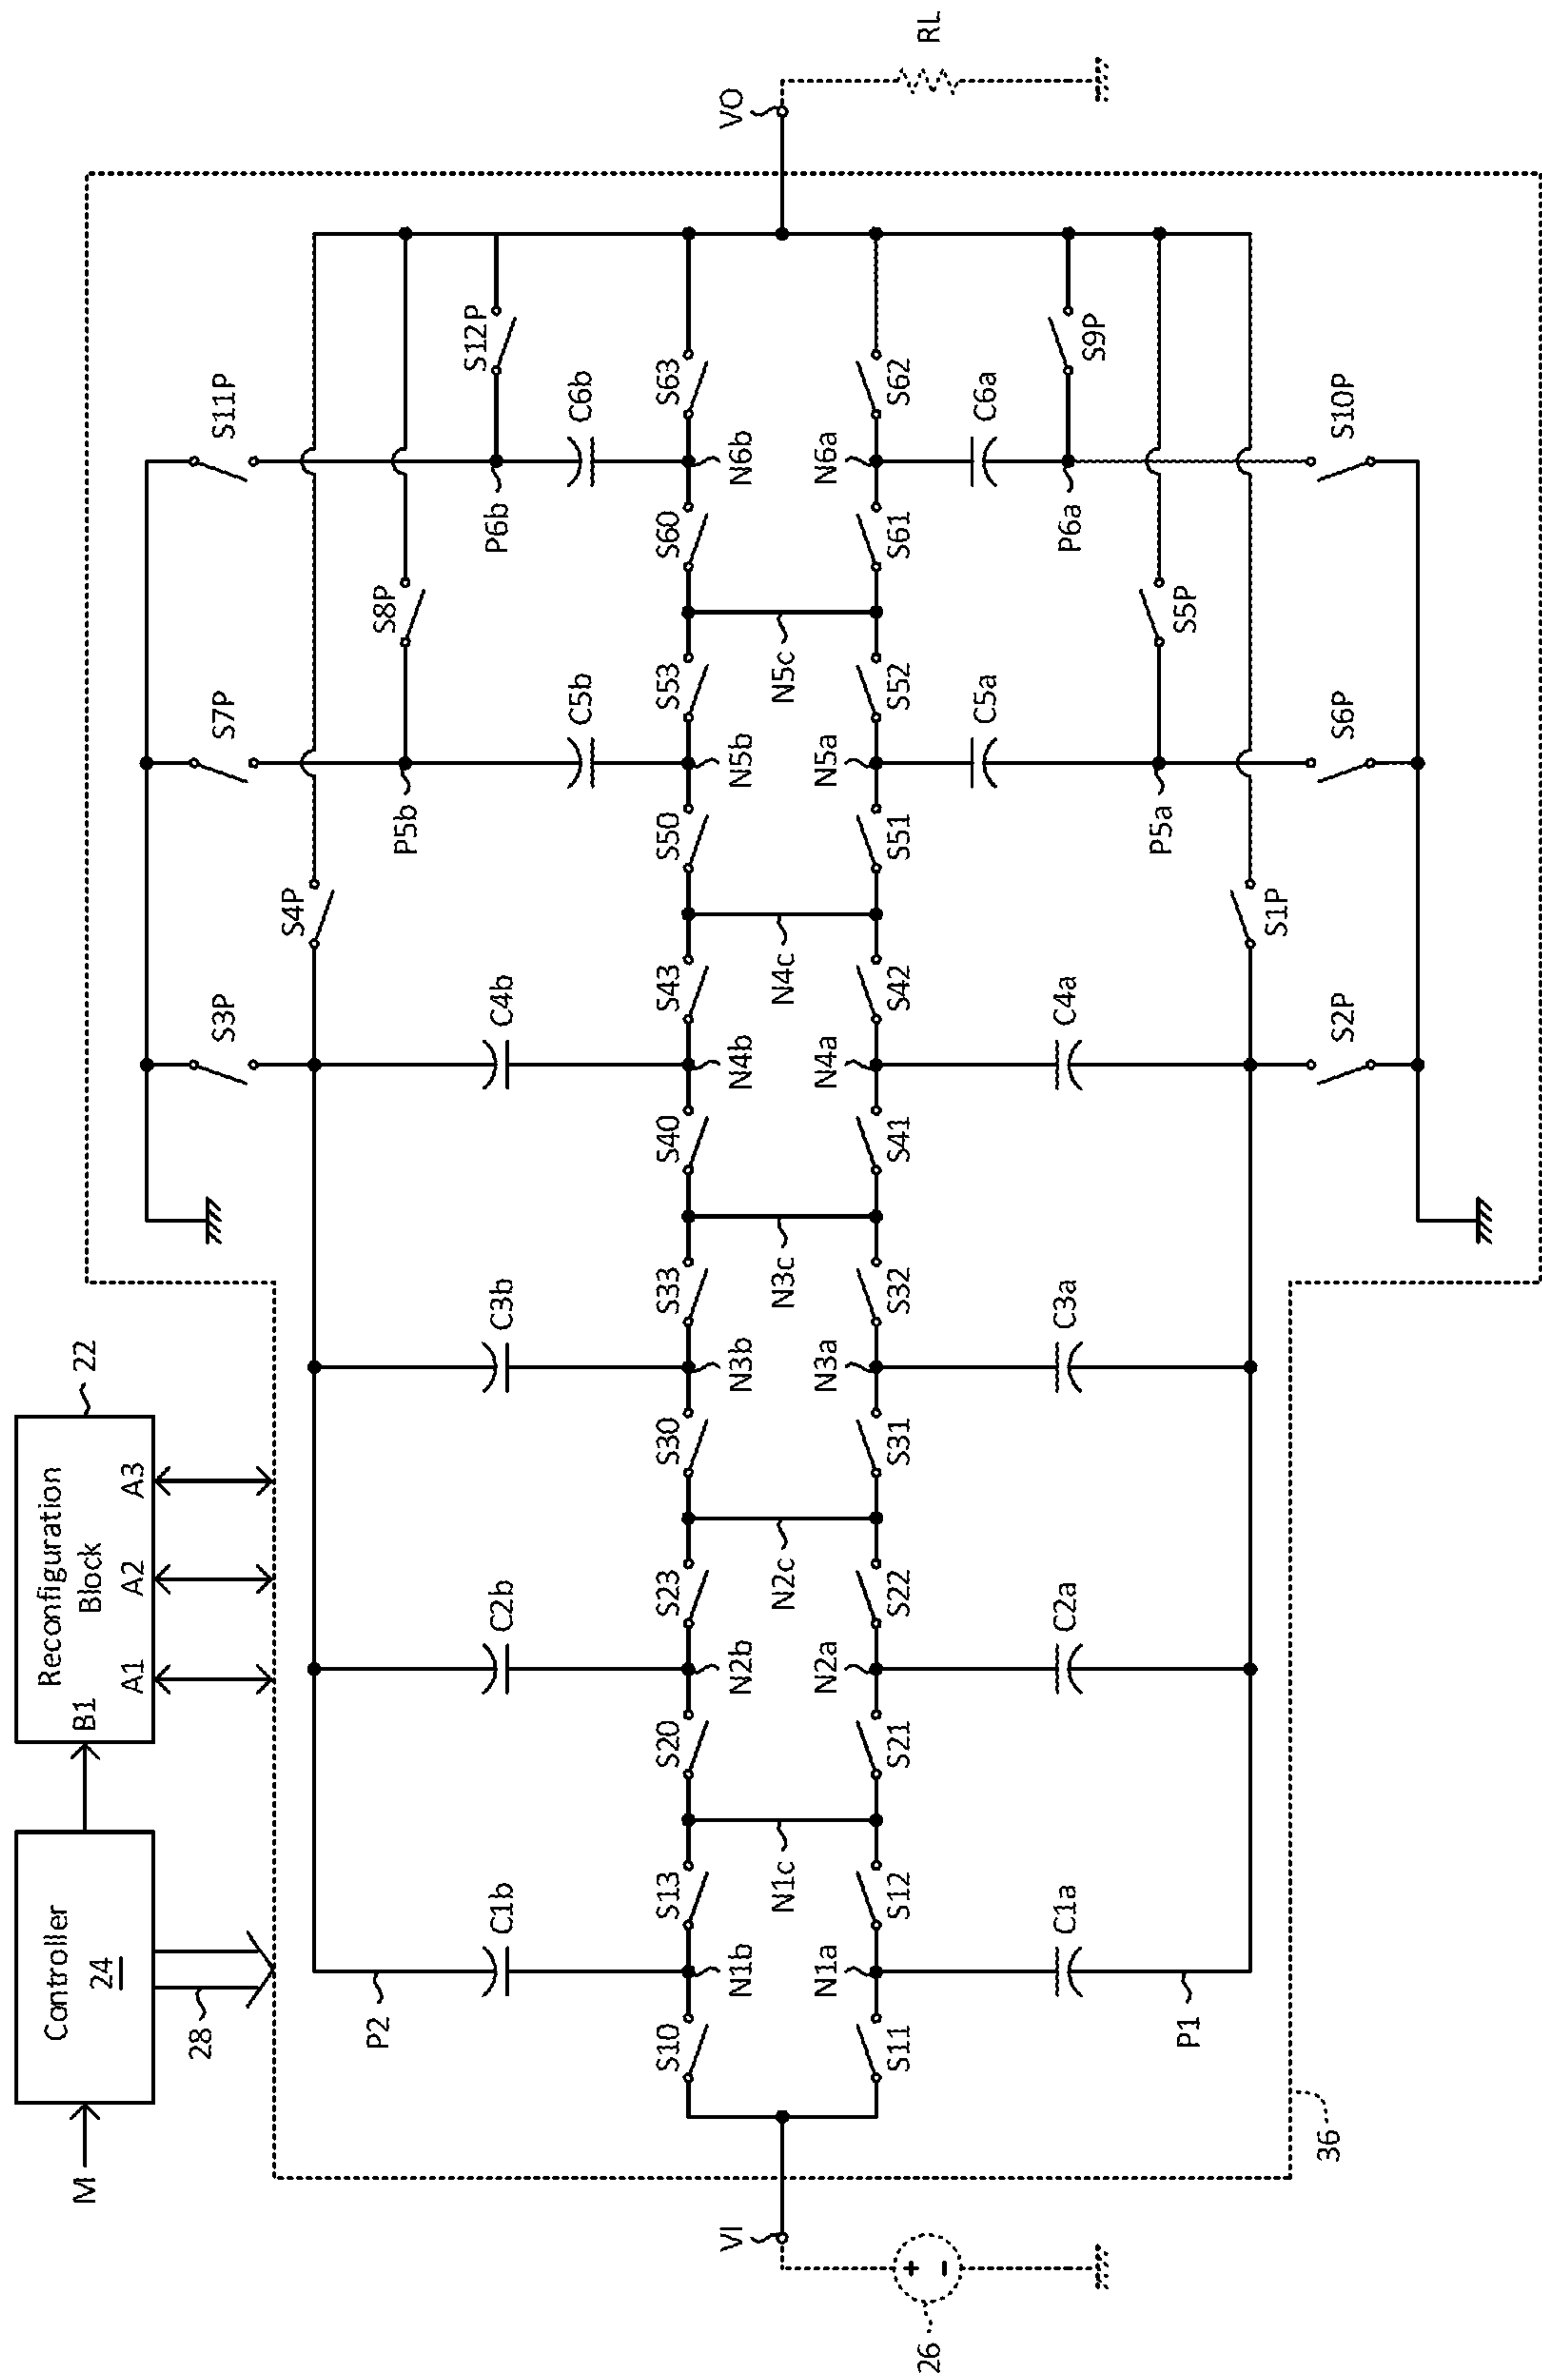 M
Controller
24
28
B1
Reconfiguration
Block
A1
A2
A3
22
P2
C1b
C2b
C3b
C4b
S3P
S4P
P5b
S7P
C5b
S8P
P6b
S11P
C6b
S12P
S10
N1b
S13
S20
N2b
S23
S30
N3b
S33
S40
N4b
S43
S50
N5b
S53
S60
N6b
S63
VI
N1c
N2c
N3c
N4c
N5c
VO
S11
N1a
S12
S21
N2a
S22
S31
N3a
S32
S41
N4a
S42
S51
N5a
S52
S61
N6a
S62
26
RL
C1a
C2a
C3a
C4a
C5a
C6a
P1
S1P
P5a
S5P
P6a
S9P
36
S2P
S6P
S10P